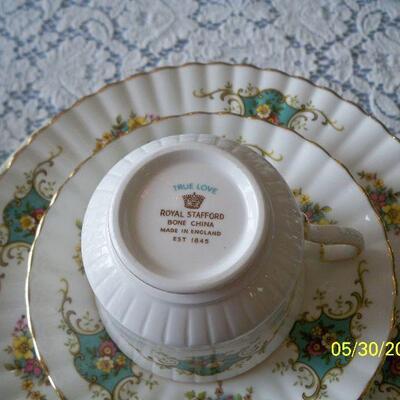 TRUE LOVE
ROYAL STAFFORD
BONE CHINA
MADE IN ENGLAND
EST 1845
05/30/20